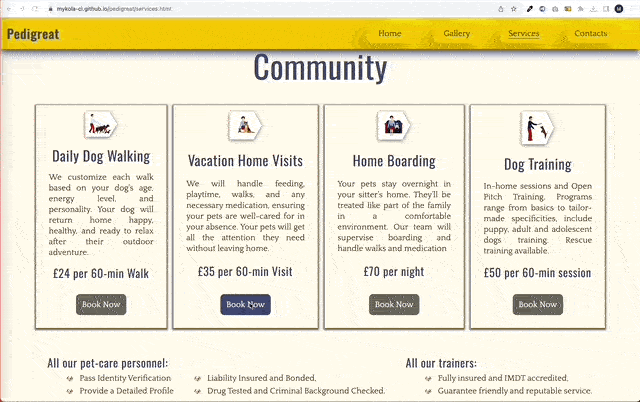 mykola-ci.github.io/pedigreat/services.html
Pedigreat
Home
Gallery
Services
Contacts
Community
Daily Dog Walking
We customize each walk
based on your dog's age,
energy level, and
personality. Your dog will
return home happy,
healthy, and ready to relax
after their outdoor
adventure.
£24 per 60-min Walk
Book Now
Vacation Home Visits
We will handle feeding,
playtime, walks, and any
necessary medication, ensuring
your pets are well-cared for in
your absence. Your pets will get
all the attention they need
without leaving home.
£35 per 60-min Visit
Book Now
Home Boarding
Your pets stay overnight in
your sitter's home. They'll be
treated like part of the family
in a comfortable
environment. Our team will
supervise boarding and
handle walks and medication
£70 per night
Book Now
Dog Training
In-home sessions and Open
Pitch Training. Programs
range from basics to tailor-
made specificities, include
puppy, adult and adolescent
dogs training. Rescue
training available.
£50 per 60-min session
Book Now
All our pet-care personnel:
Pass Identity Verification
Provide a Detailed Profile
Liability Insured and Bonded,
Drug Tested and Criminal Background Checked.
All our trainers:
Fully insured and IMDT accredited,
Guarantee friendly and reputable service.